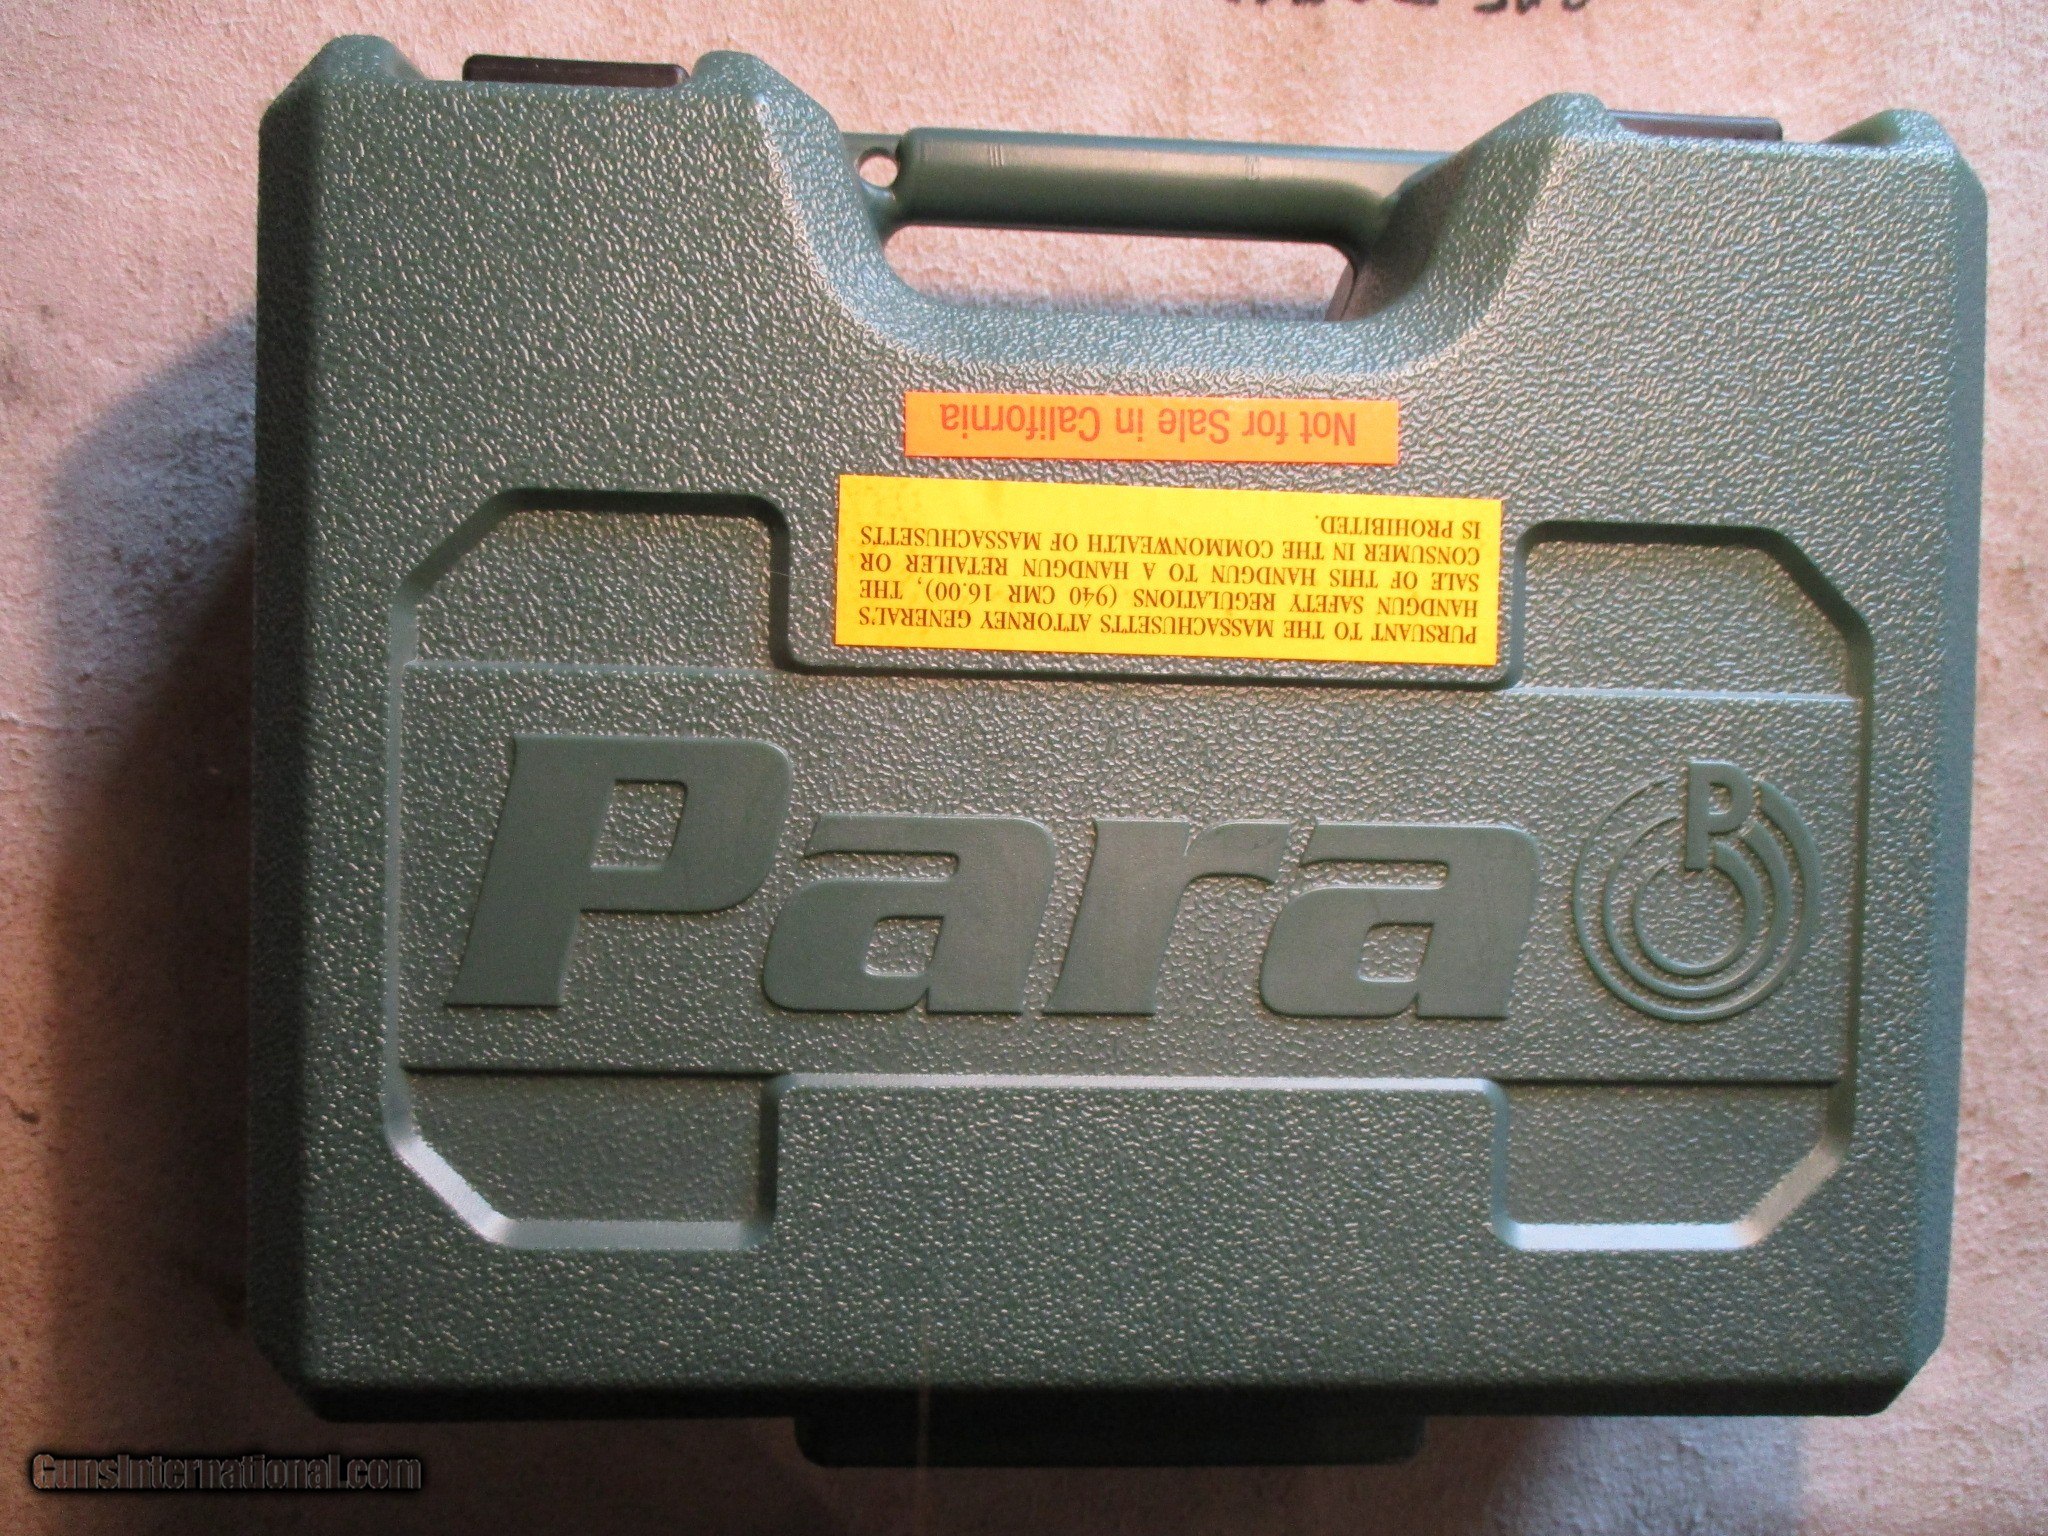 Not for Sale in California
PURSUANT TO THE MASSACHUSETTS ATTORNEY GENERAL'S
HANDGUN SAFETY REGULATIONS (940 CMR 16.00), THE
SALE OF THIS HANDGUN TO A HANDGUN RETAILER OR
CONSUMER IN THE COMMONWEALTH OF MASSACHUSETTS
IS PROHIBITED.
Para
P
GunsInternational.com